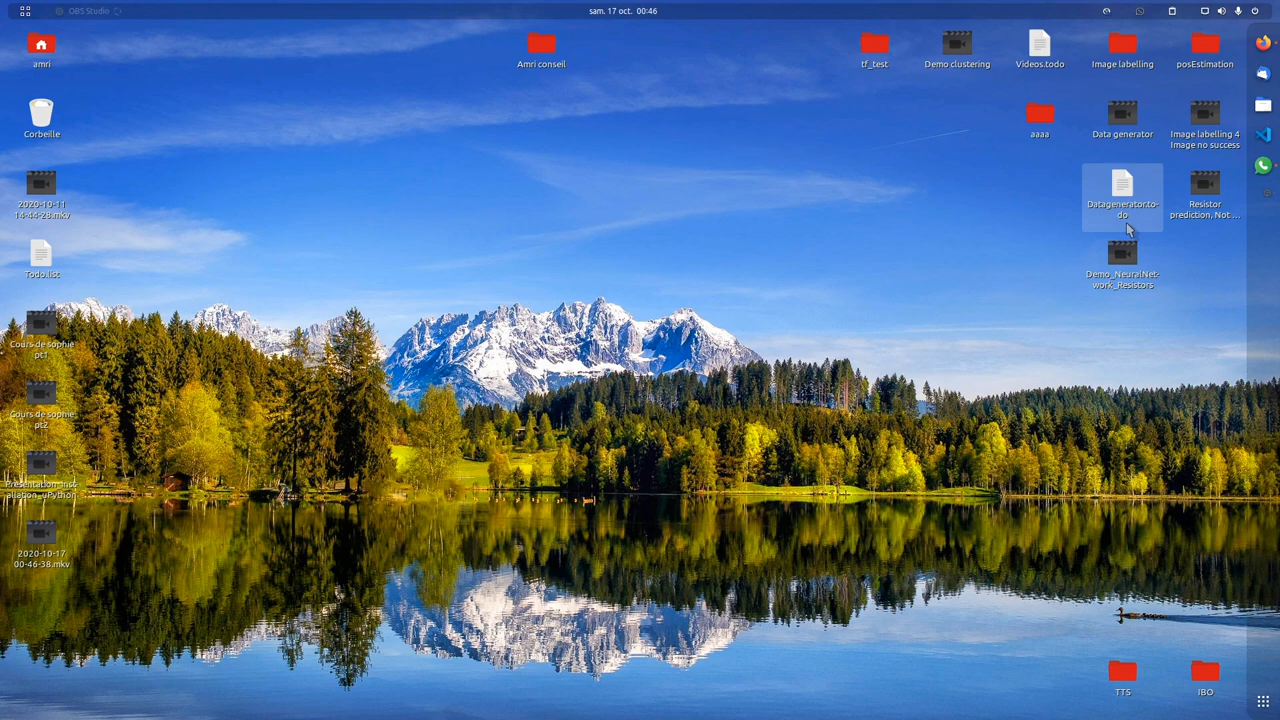 OBS Studio
sam. 17 oct. 00:46
amri
Amri conseil
tf_test
Demo clustering
Videos.todo
Image labelling
posEstimation
Corbeille
aaaa
Data generator
Image labelling 4
Image no success
2020-10-11
14-44-28.mkv
Datagenerator.to-
do
Resistor
prediction, Not ...
Todo.list
Demo_NeuralNet-
work_Resistors
Cours de sophie
pt1
Cours de sophie
pt2
Presentation_inst-
allation_uPython
2020-10-17
00-46-38.mkv
TTS
IBO